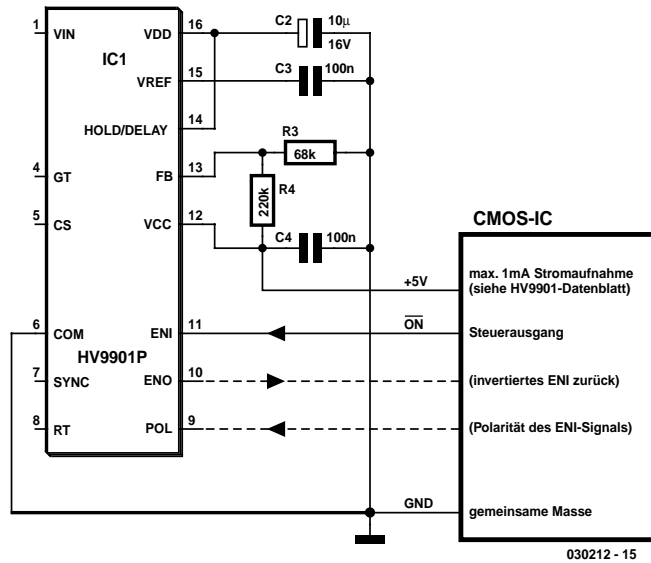 1
VIN
IC1
VDD
16
C2
10µ
16V
VREF
15
C3
100n
HOLD/DELAY
14
4
GT
FB
13
R3
68k
R4
220k
5
CS
VCC
12
C4
100n
6
COM
ENI
11
HV9901P
7
SYNC
ENO
10
8
RT
POL
9
CMOS-IC
+5V
max. 1mA Stromaufnahme
(siehe HV9901-Datenblatt)
ON
Steuerausgang
(invertiertes ENI zurück)
(Polarität des ENI-Signals)
GND
gemeinsame Masse
030212 - 15